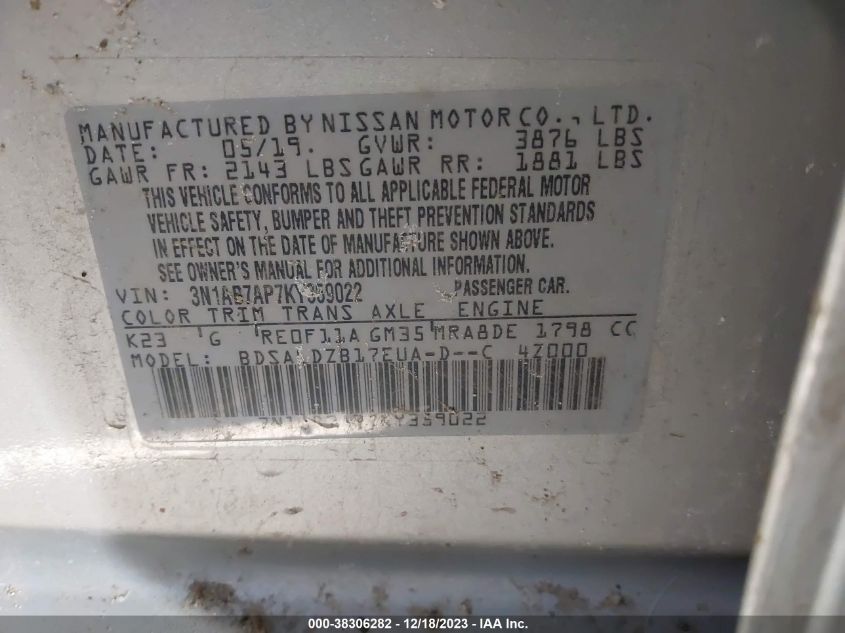 MANUFACTURED BY NISSAN MOTOR CO., LTD.
DATE: 05/19. GVWR: 3876 LBS
GAWR FR: 2143 LBS GAWR RR: 1881 LBS
THIS VEHICLE CONFORMS TO ALL APPLICABLE FEDERAL MOTOR
VEHICLE SAFETY, BUMPER AND THEFT PREVENTION STANDARDS
IN EFFECT ON THE DATE OF MANUFACTURE SHOWN ABOVE.
SEE OWNER'S MANUAL FOR ADDITIONAL INFORMATION.
VIN: 3N1AB7AP7KY359022 PASSENGER CAR.
COLOR TRIM TRANS AXLE ENGINE
K23 G RE0F11A GM35 MRA8DE 1798 CC
MODEL: DZB17EUA-D--C 4Z000
000-38306282 - 12/18/2023 - IAA Inc.